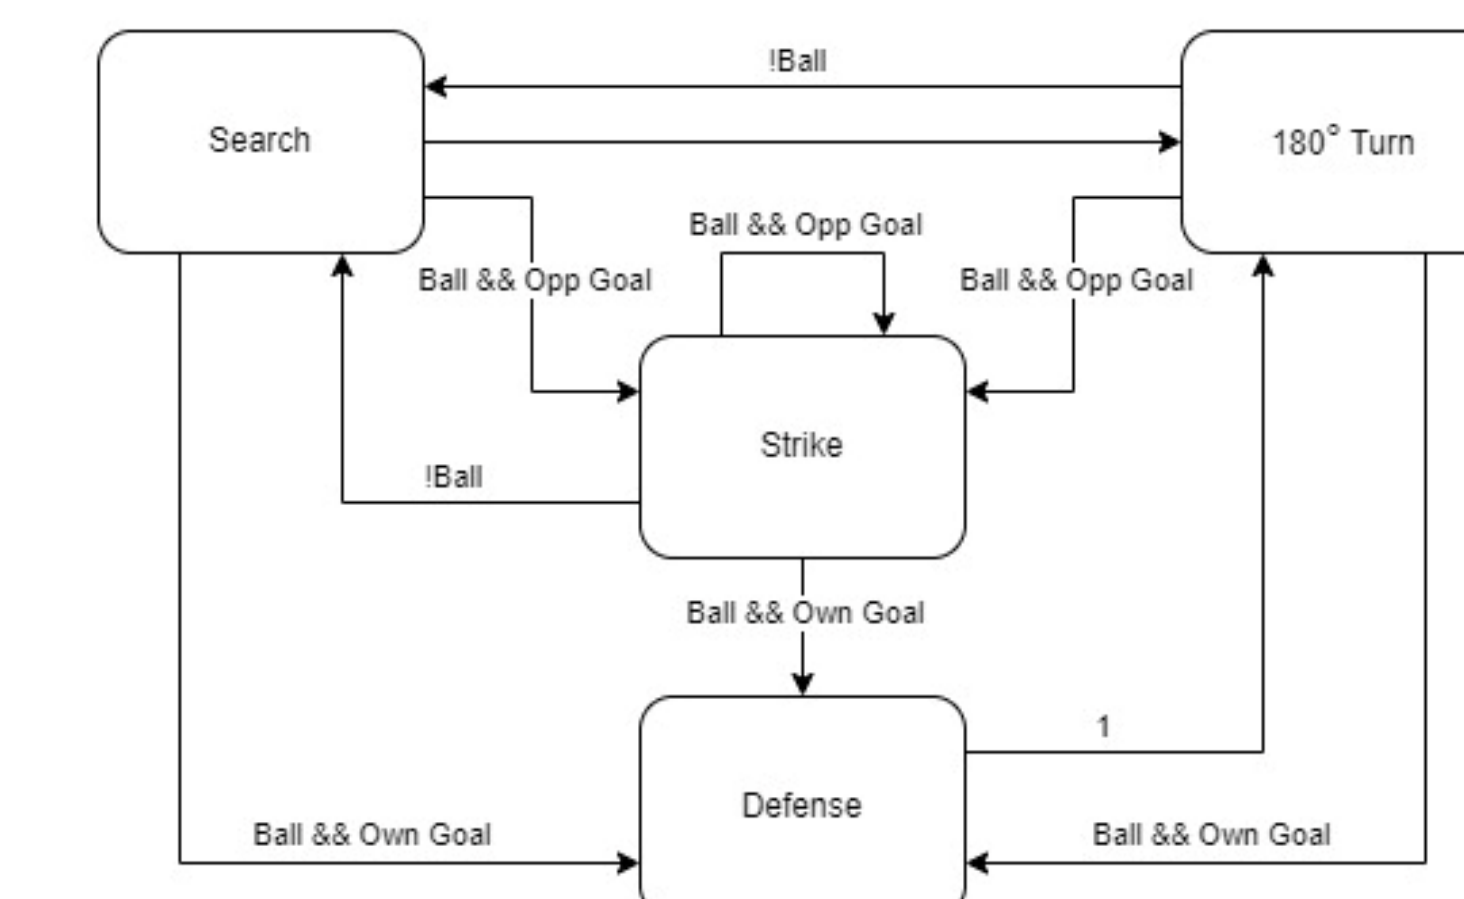 !Ball
Search
180° Turn
Ball && Opp Goal
Ball && Opp Goal
Ball && Opp Goal
Strike
!Ball
Ball && Own Goal
1
Defense
Ball && Own Goal
Ball && Own Goal